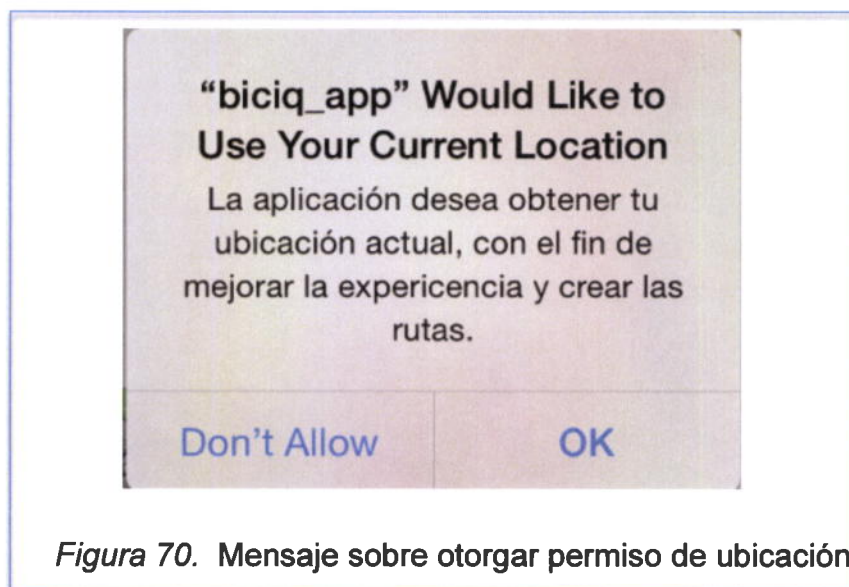 “biciq_app” Would Like to
Use Your Current Location
La aplicación desea obtener tu
ubicación actual, con el fin de
mejorar la expericencia y crear las
rutas.
Don't Allow OK
Figura 70. Mensaje sobre otorgar permiso de ubicación